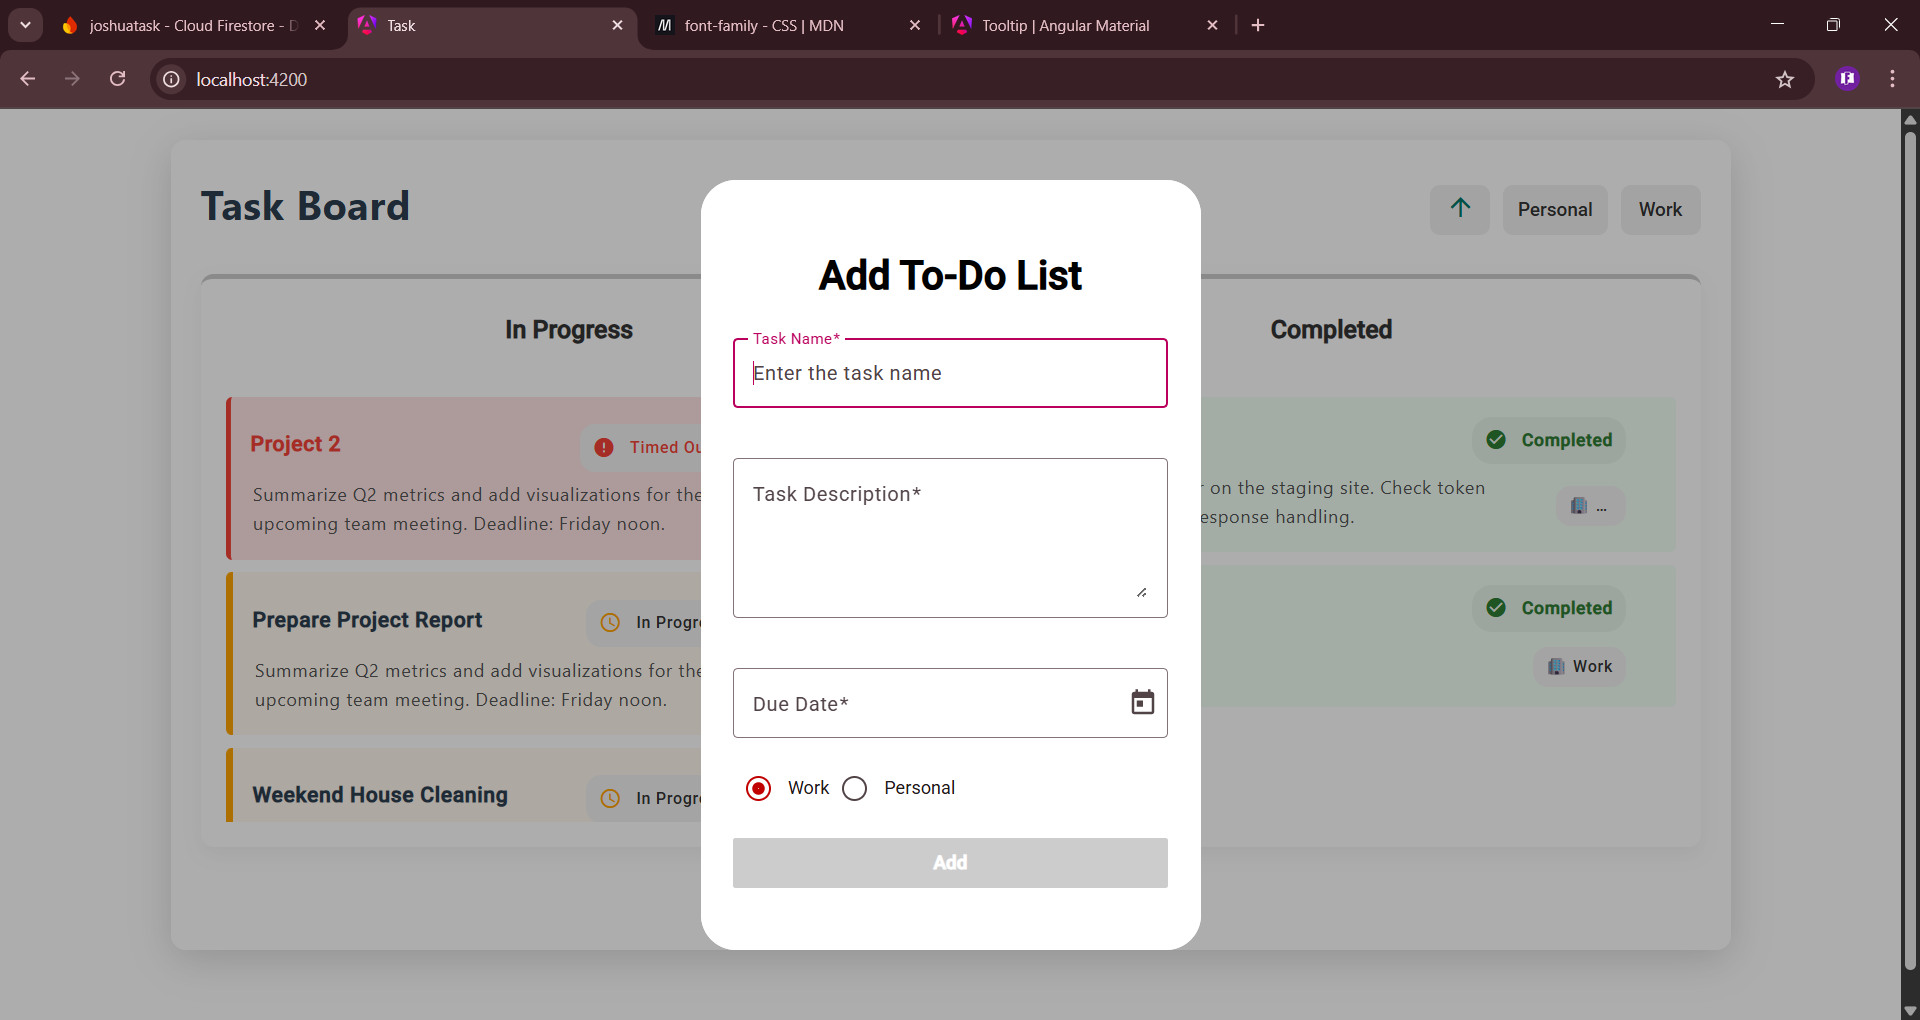 joshuatask - Cloud Firestore - D
Task
font-family - CSS | MDN
Tooltip | Angular Material
localhost:4200
Task Board
Personal
Work
In Progress
Completed
Project 2
Timed Ou
Summarize Q2 metrics and add visualizations for the
upcoming team meeting. Deadline: Friday noon.
Prepare Project Report
In Progre
Summarize Q2 metrics and add visualizations for the
upcoming team meeting. Deadline: Friday noon.
Weekend House Cleaning
In Progre
Add To-Do List
Task Name*
Enter the task name
Task Description*
Due Date*
Work
Personal
Add
Completed
r on the staging site. Check token
esponse handling.
...
Completed
Work